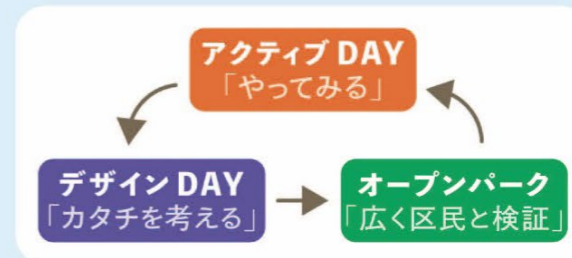 アクティブ DAY
「やってみる」
デザイン DAY
「カタチを考える」
オープンパーク
「広く区民と検証」